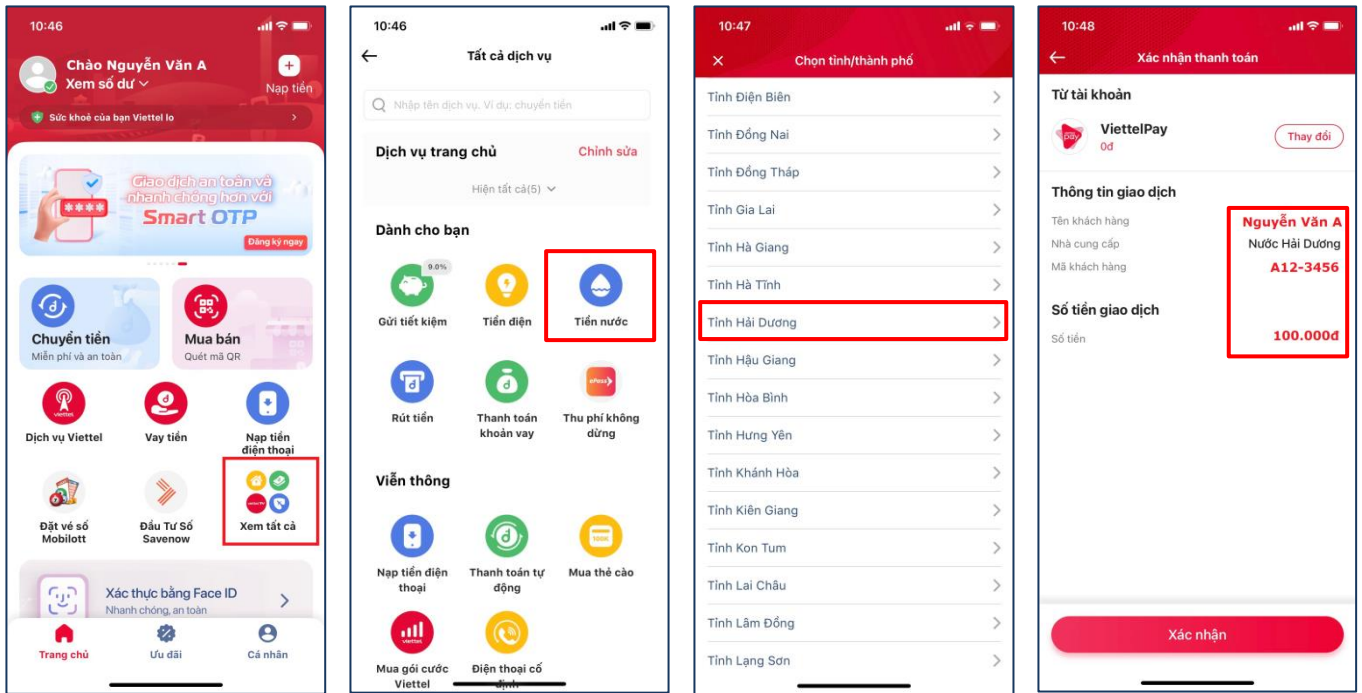 10:46
Chào Nguyễn Văn A
Xem số dư
Nạp tiền
Sức khoẻ của bạn Viettel lo
Giao dịch an toàn và
nhanh chóng hơn với
Smart OTP
Đăng ký ngay
****
Chuyển tiền
Miễn phí và an toàn
Mua bán
Quét mã QR
viettel
Dịch vụ Viettel
Vay tiền
Nạp tiền
điện thoại
Đặt vé số
Mobilott
Đầu Tư Số
Savenow
Xem tất cả
Xác thực bằng Face ID
Nhanh chóng, an toàn
Trang chủ
Ưu đãi
Cá nhân
10:46
Tất cả dịch vụ
Nhập tên dịch vụ. Ví dụ: chuyển tiền
Dịch vụ trang chủ
Chỉnh sửa
Hiện tất cả(5)
Dành cho bạn
9.0%
Gửi tiết kiệm
Tiền điện
Tiền nước
ePass
Rút tiền
Thanh toán
khoản vay
Thu phí không
dừng
Viễn thông
100K
Nạp tiền điện
thoại
Thanh toán tự
động
Mua thẻ cào
viettel
Mua gói cước
Viettel
Điện thoại cố
định
10:47
Chọn tỉnh/thành phố
Tỉnh Điện Biên
Tỉnh Đồng Nai
Tỉnh Đồng Tháp
Tỉnh Gia Lai
Tỉnh Hà Giang
Tỉnh Hà Tĩnh
Tỉnh Hải Dương
Tỉnh Hậu Giang
Tỉnh Hòa Bình
Tỉnh Hưng Yên
Tỉnh Khánh Hòa
Tỉnh Kiên Giang
Tỉnh Kon Tum
Tỉnh Lai Châu
Tỉnh Lâm Đồng
Tỉnh Lạng Sơn
10:48
Xác nhận thanh toán
Từ tài khoản
pay
ViettelPay
0đ
Thay đổi
Thông tin giao dịch
Tên khách hàng
Nguyễn Văn A
Nhà cung cấp
Nước Hải Dương
Mã khách hàng
A12-3456
Số tiền giao dịch
Số tiền
100.000đ
Xác nhận